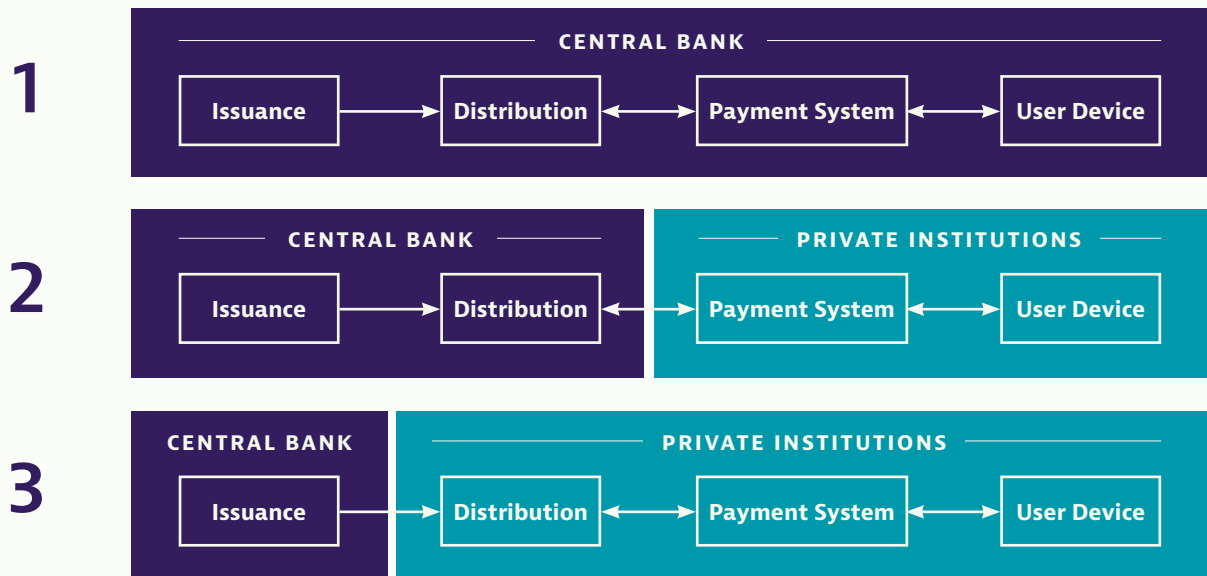 1
CENTRAL BANK
Issuance Distribution Payment System User Device
2
CENTRAL BANK PRIVATE INSTITUTIONS
Issuance Distribution Payment System User Device
3
CENTRAL BANK PRIVATE INSTITUTIONS
Issuance Distribution Payment System User Device